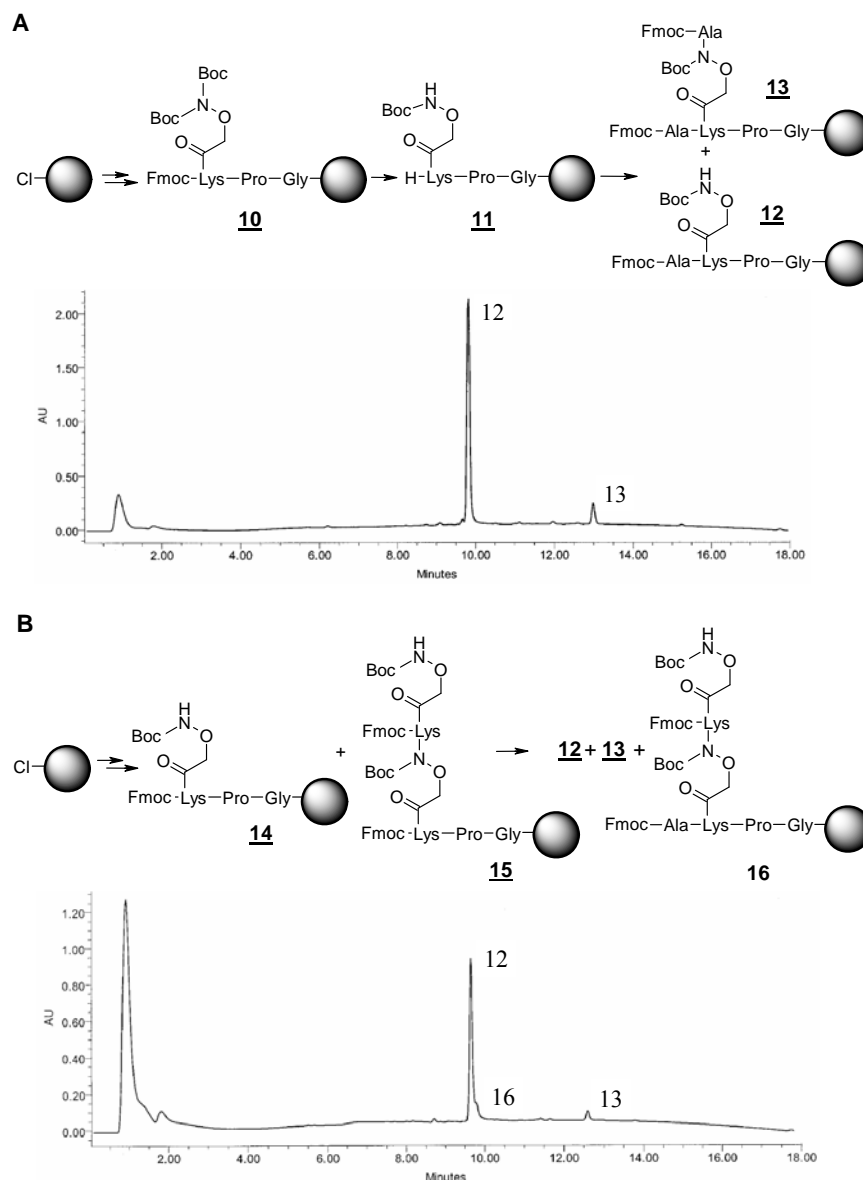 A
Boc
N
Boc
O
O
Cl
Fmoc-Lys—Pro—Gly
10
H
N
Boc
O
O
H-Lys—Pro—Gly
11
Fmoc—Ala
N
Boc
O
O
13
Fmoc-Ala-Lys—Pro—Gly
+
H
N
Boc
O
O
12
Fmoc-Ala-Lys—Pro—Gly
AU
2.00
1.50
1.00
0.50
0.00
12
13
2.00 4.00 6.00 8.00 10.00 12.00 14.00 16.00 18.00
Minutes
B
Cl
H
N
Boc
O
O
Fmoc-Lys—Pro—Gly
14
+
H
N
Boc
O
O
Fmoc-Lys
N
Boc
O
O
Fmoc-Lys—Pro—Gly
15
12 + 13 +
H
N
Boc
O
O
Fmoc-Lys
N
Boc
O
O
Fmoc—Ala—Lys—Pro—Gly
16
AU
1.20
1.00
0.80
0.60
0.40
0.20
0.00
12
16
13
2.00 4.00 6.00 8.00 10.00 12.00 14.00 16.00 18.00
Minutes